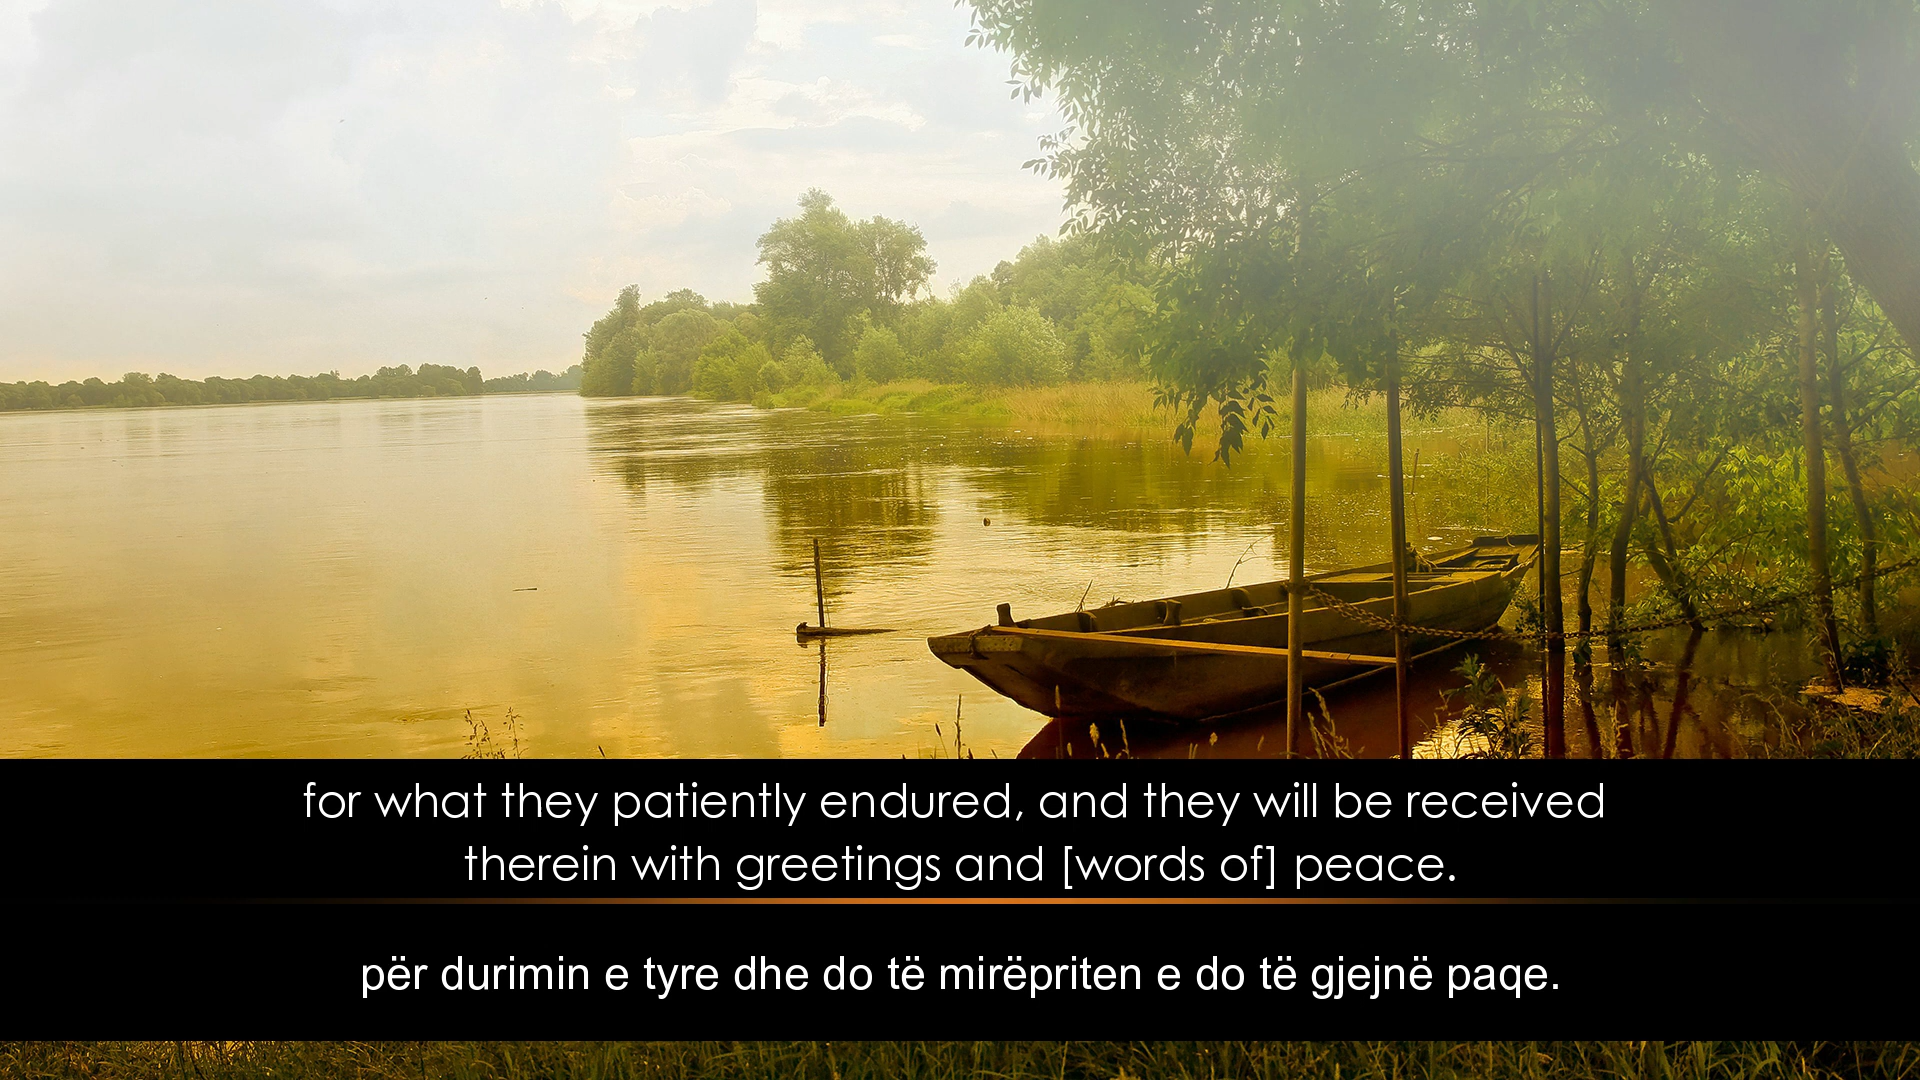 for what they patiently endured, and they will be received
therein with greetings and [words of] peace.
për durimin e tyre dhe do të mirëpriten e do të gjejnë paqe.